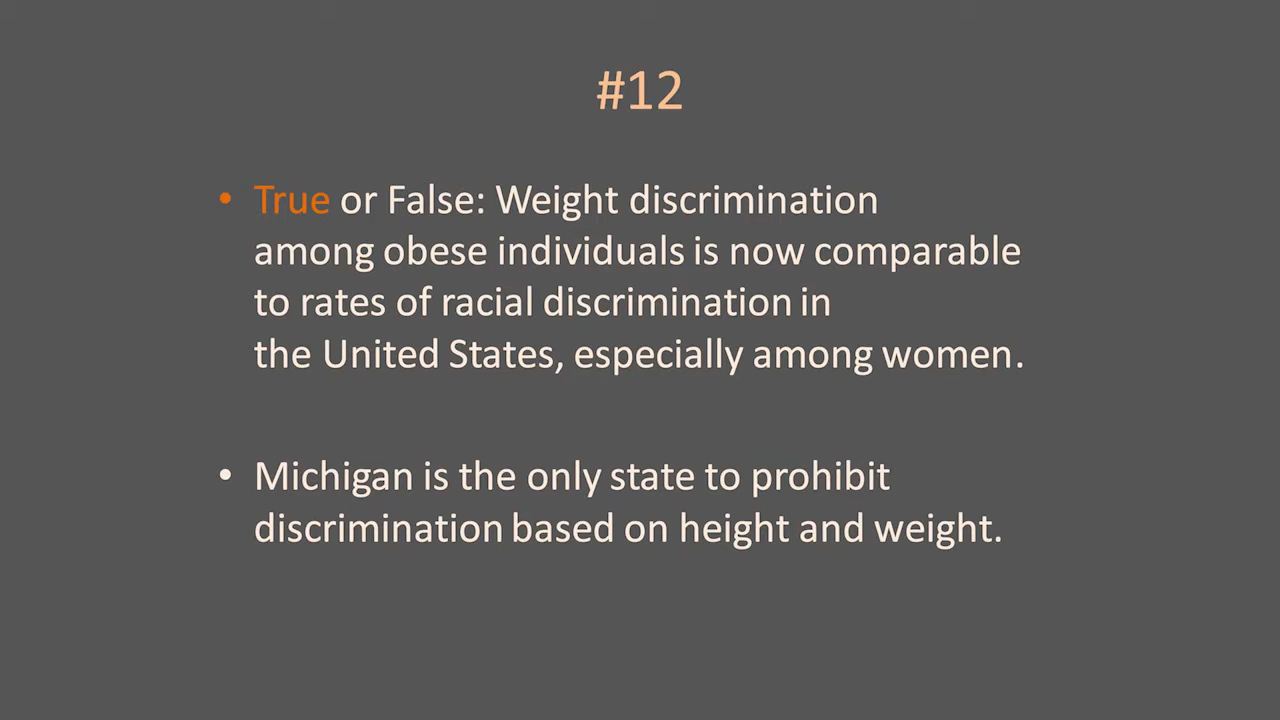 #12
• True or False: Weight discrimination
among obese individuals is now comparable
to rates of racial discrimination in
the United States, especially among women.
• Michigan is the only state to prohibit
discrimination based on height and weight.